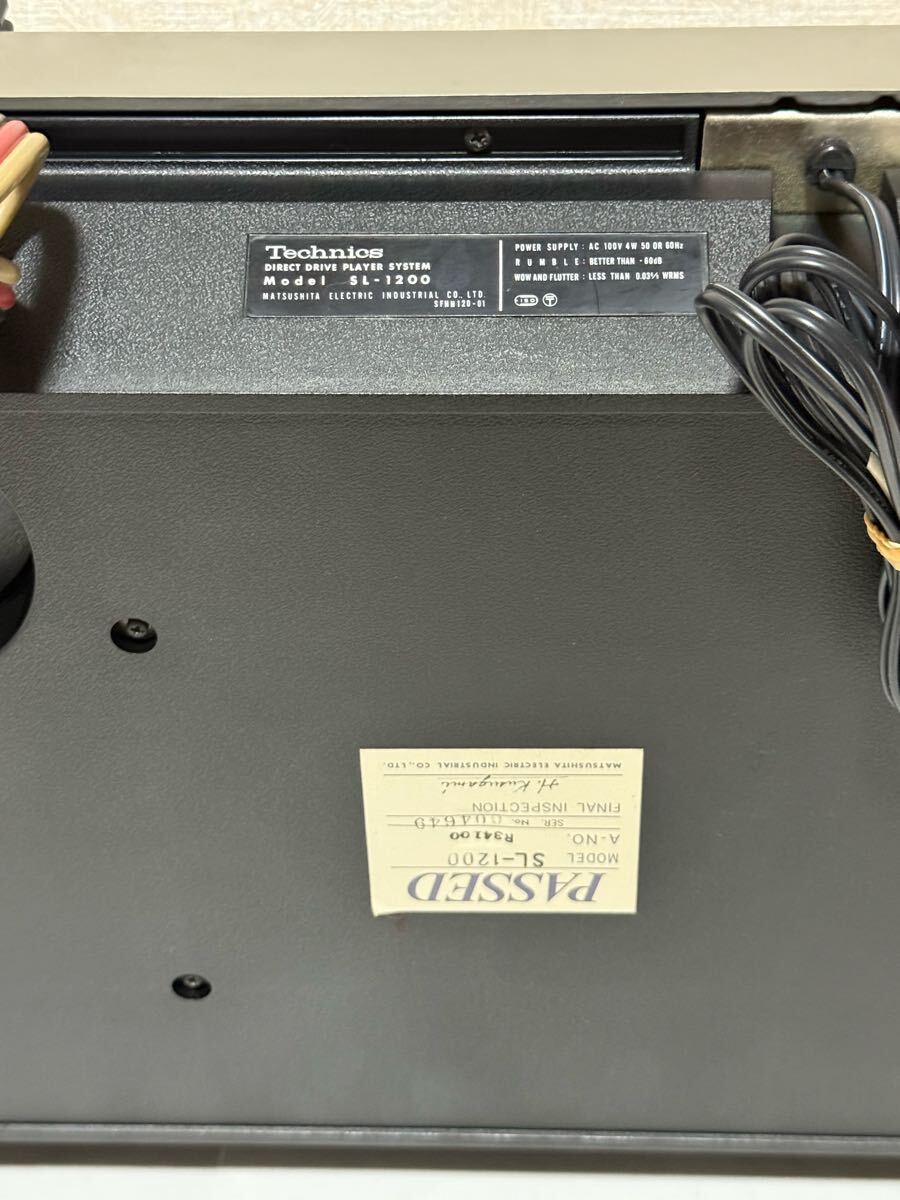 Technics
DIRECT DRIVE PLAYER SYSTEM
Model SL-1200
MATSUSHITA ELECTRIC INDUSTRIAL CO., LTD.
SFNM120-01
POWER SUPPLY : AC 100V 4W 50 OR 60Hz
RUMBLE : BETTER THAN -60dB
WOW AND FLUTTER : LESS THAN 0.03% WRMS
PASSED
MODEL SL-1200
A-NO. R34100
SER. No.
FINAL INSPECTION
H. Kusugami
MATSUSHITA ELECTRIC INDUSTRIAL CO., LTD.